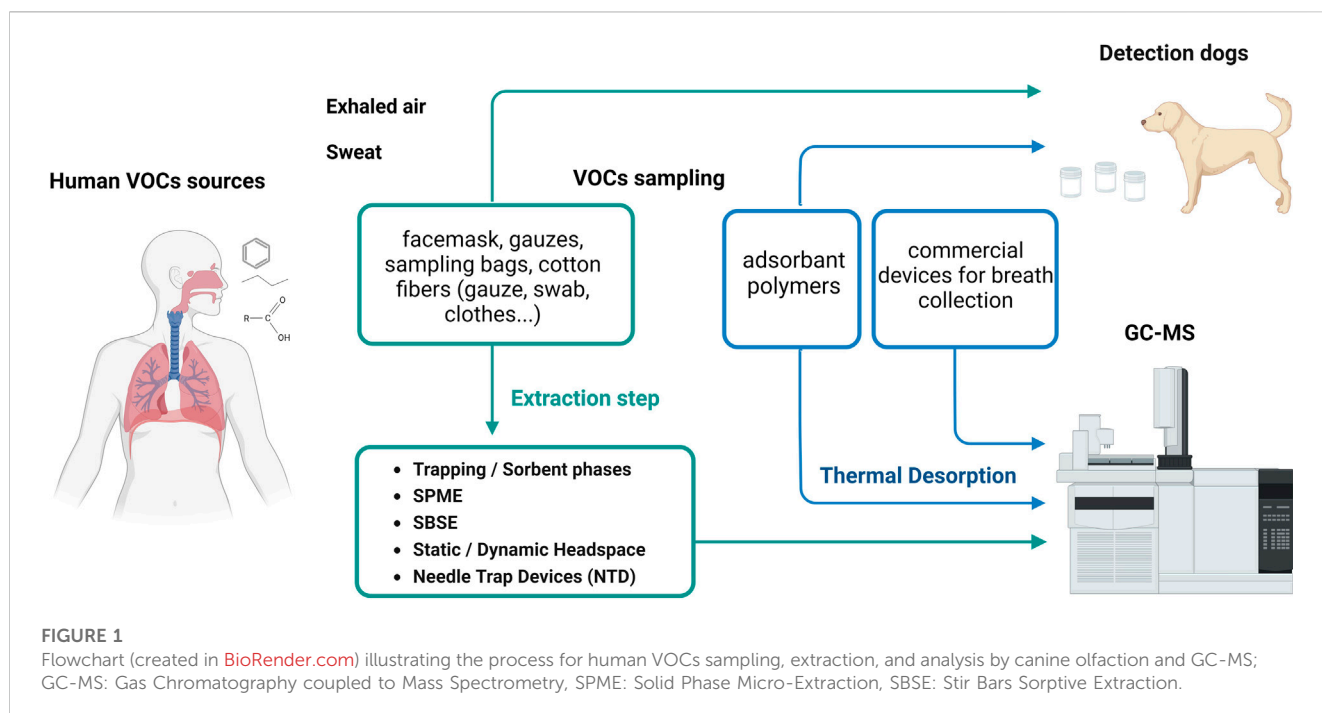 Detection dogs
Exhaled air
Sweat
Human VOCs sources
VOCs sampling
facemask, gauzes,
sampling bags, cotton
fibers (gauze, swab,
clothes...)
adsorbant
polymers
commercial
devices for breath
collection
R
C
O
OH
GC-MS
Extraction step
• Trapping / Sorbent phases
• SPME
• SBSE
• Static / Dynamic Headspace
• Needle Trap Devices (NTD)
Thermal Desorption
FIGURE 1
Flowchart (created in BioRender.com) illustrating the process for human VOCs sampling, extraction, and analysis by canine olfaction and GC-MS;
GC-MS: Gas Chromatography coupled to Mass Spectrometry, SPME: Solid Phase Micro-Extraction, SBSE: Stir Bars Sorptive Extraction.